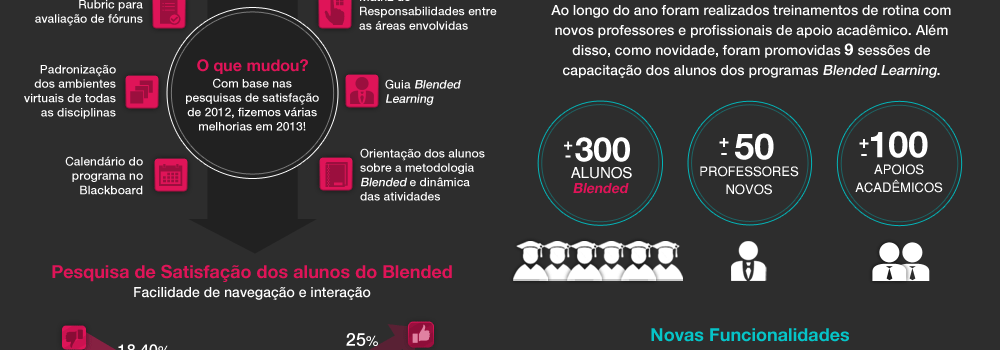 Rubric para
avaliação de fóruns
Responsabilidades entre
as áreas envolvidas
O que mudou?
Com base nas
pesquisas de satisfação
de 2012, fizemos várias
melhorias em 2013!
Padronização
dos ambientes
virtuais de todas
as disciplinas
Guia Blended
Learning
Calendário do
programa no
Blackboard
Orientação dos alunos
sobre a metodologia
Blended e dinâmica
das atividades
Pesquisa de Satisfação dos alunos do Blended
Facilidade de navegação e interação
18,40%
25%
Ao longo do ano foram realizados treinamentos de rotina com
novos professores e profissionais de apoio acadêmico. Além
disso, como novidade, foram promovidas 9 sessões de
capacitação dos alunos dos programas Blended Learning.
+-300
ALUNOS
Blended
+-50
PROFESSORES
NOVOS
+-100
APOIOS
ACADÊMICOS
Novas Funcionalidades